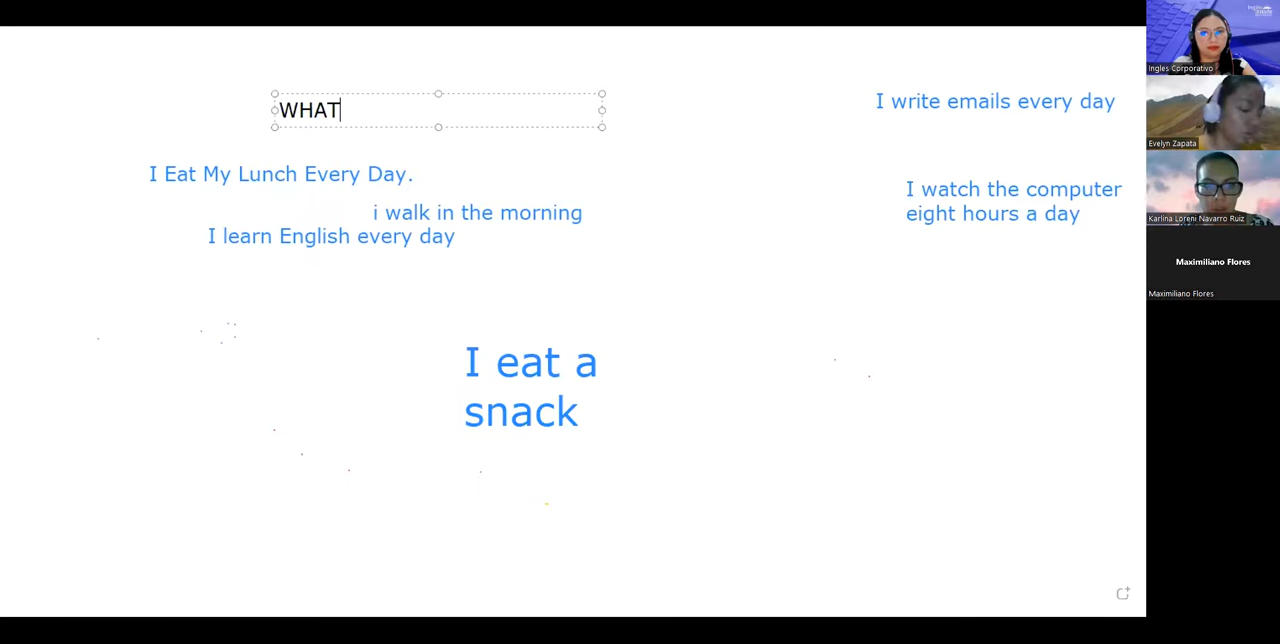 WHAT
I write emails every day
I Eat My Lunch Every Day.
I watch the computer
eight hours a day
i walk in the morning
I learn English every day
I eat a
snack
Ingles Corporativo
Evelyn Zapata
Karlina Loreni Navarro Ruiz
Maximiliano Flores
Maximiliano Flores